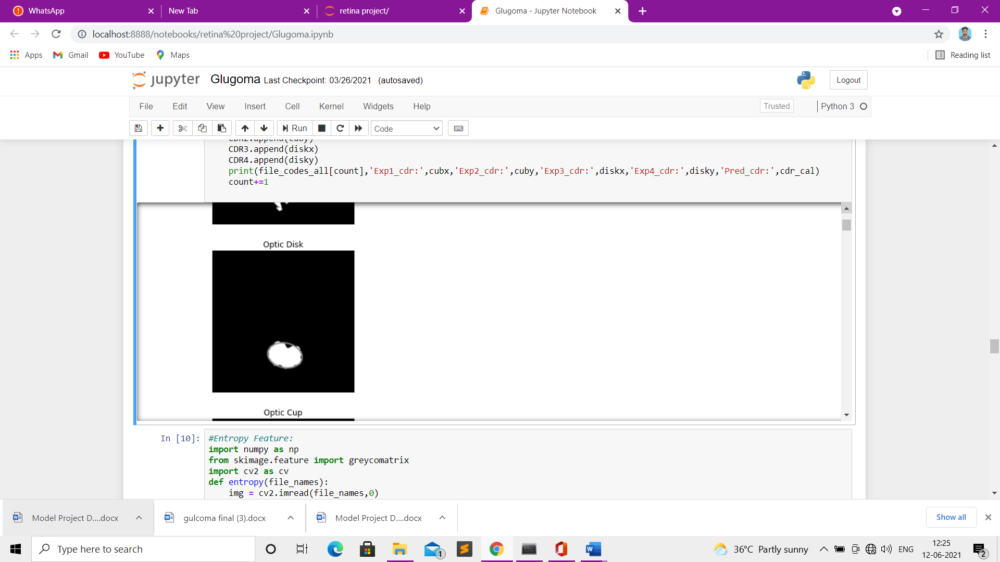 WhatsApp
New Tab
retina project/
Glugoma - Jupyter Notebook
localhost:8888/notebooks/retina%20project/Glugoma.ipynb
Apps
Gmail
YouTube
Maps
Reading list
jupyter
Glugoma Last Checkpoint: 03/26/2021 (autosaved)
Logout
File Edit View Insert Cell Kernel Widgets Help
Trusted
Python 3
Run
Code
CDR2.append(cuby)
CDR3.append(diskx)
CDR4.append(disky)
print(file_codes_all[count],'Exp1_cdr:',cubx,'Exp2_cdr:',cuby,'Exp3_cdr:',diskx,'Exp4_cdr:',disky,'Pred_cdr:',cdr_cal)
count+=1
Optic Disk
Optic Cup
In [10]:
#Entropy Feature:
import numpy as np
from skimage.feature import greycomatrix
import cv2 as cv
def entropy(file_names):
img = cv2.imread(file_names,0)
Model Project D....docx
gulcoma final (3).docx
Model Project D....docx
Show all
Type here to search
1
36°C Partly sunny
ENG
12:25
12-06-2021
2